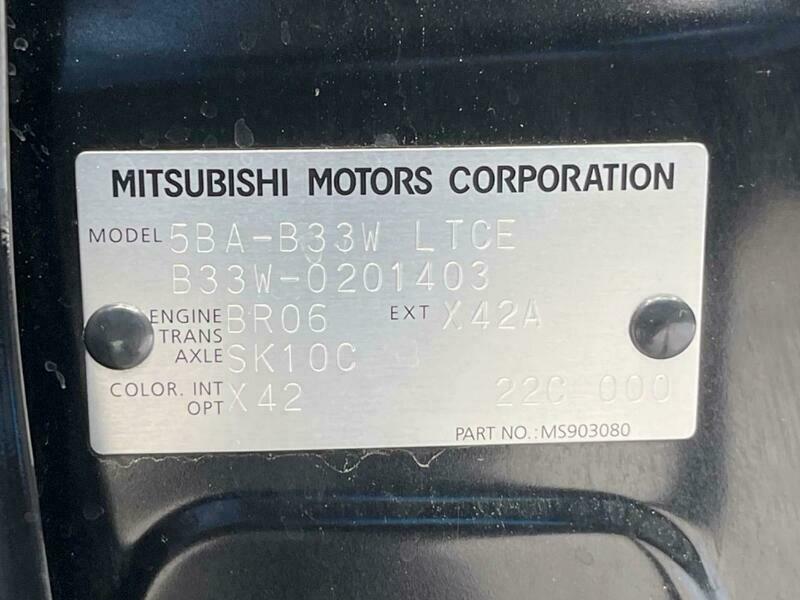 MITSUBISHI MOTORS CORPORATION
MODEL 5BA-B33W LTCE
B33W-0201403
ENGINE BR06 EXT X42A
TRANS
AXLE SK10C
COLOR. INT X42 22C 000
OPT
PART NO.: MS903080